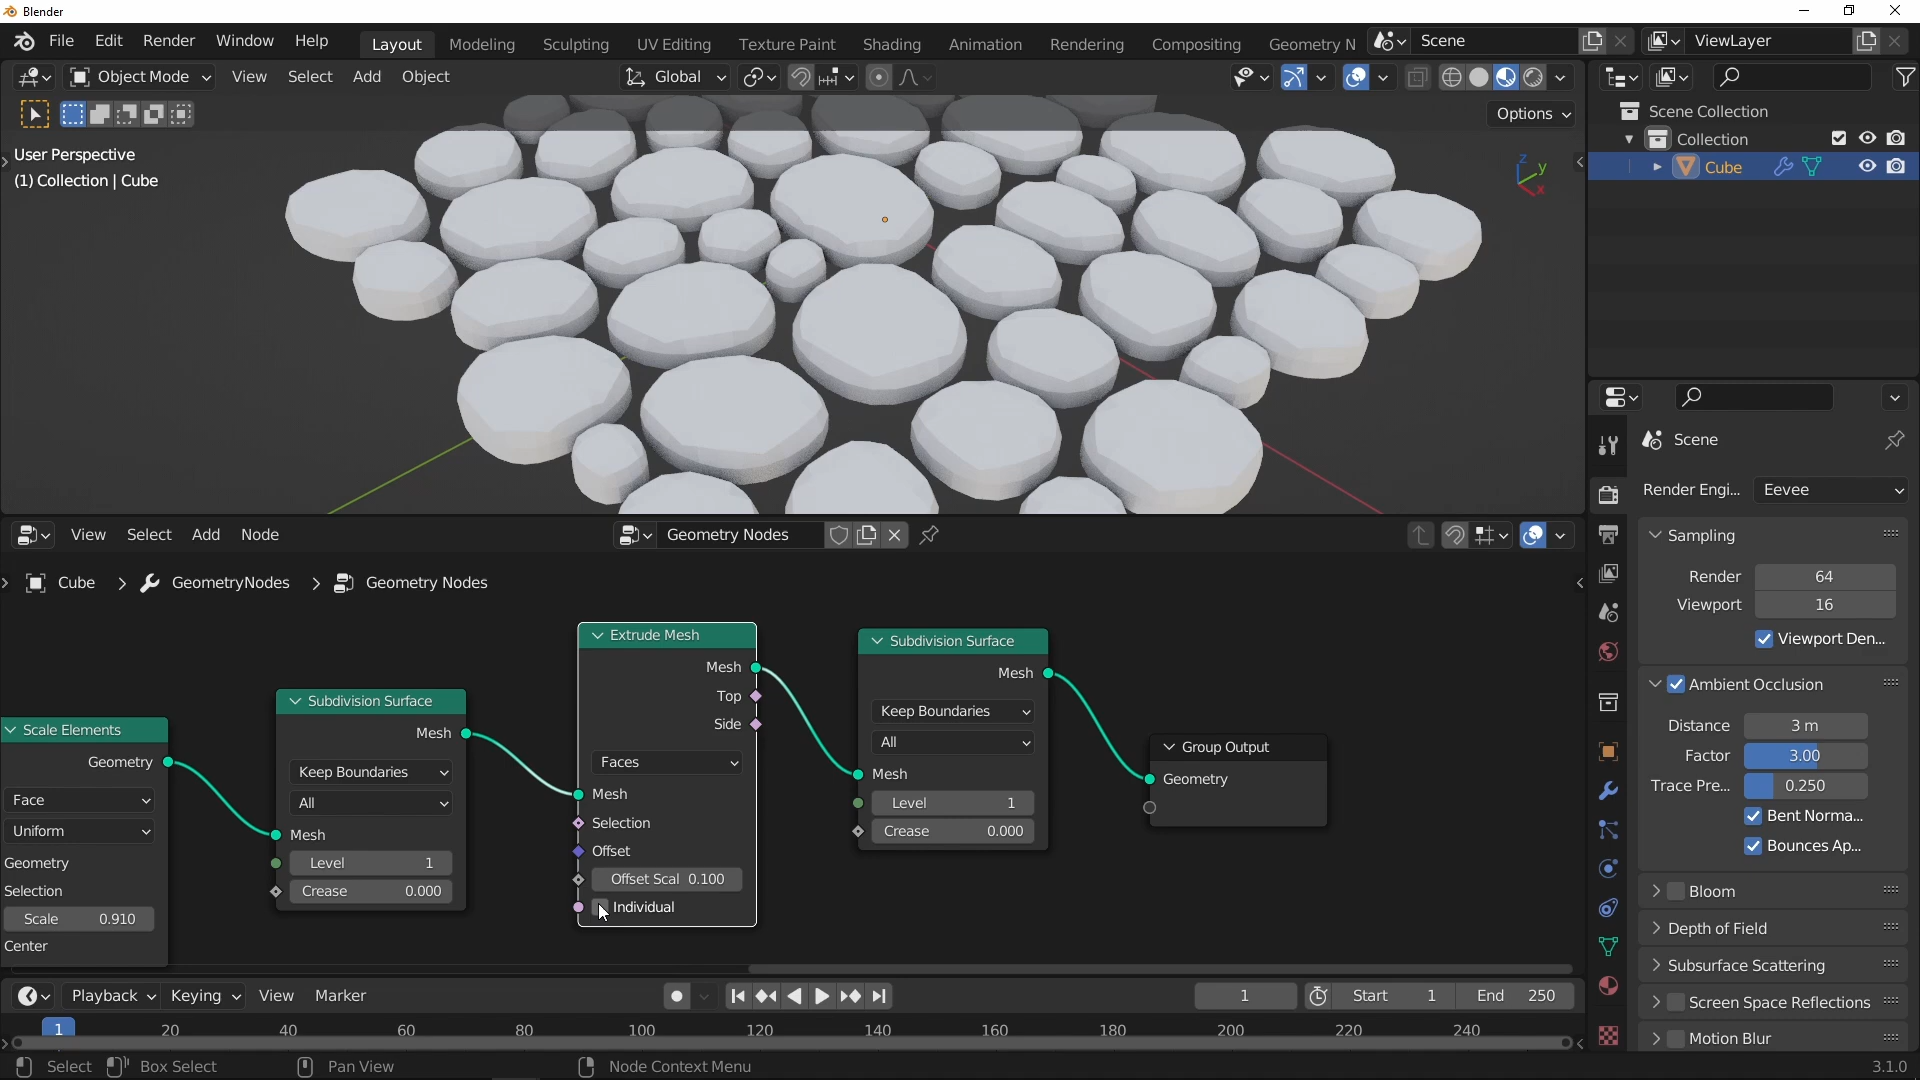 Blender
File Edit Render Window Help Layout Modeling Sculpting UV Editing Texture Paint Shading Animation Rendering Compositing Geometry N Scene ViewLayer
Object Mode View Select Add Object Global
Options
User Perspective
(1) Collection | Cube
Z
Y
X
Scene Collection
Collection
Cube
View Select Add Node Geometry Nodes
Cube > GeometryNodes > Geometry Nodes
Scale Elements
Geometry
Face
Uniform
Geometry
Selection
Scale 0.910
Center
Subdivision Surface
Mesh
Keep Boundaries
All
Mesh
Level 1
Crease 0.000
Extrude Mesh
Mesh
Top
Side
Faces
Mesh
Selection
Offset
Offset Scal 0.100
Individual
Subdivision Surface
Mesh
Keep Boundaries
All
Mesh
Level 1
Crease 0.000
Group Output
Geometry
Scene
Render Engi... Eevee
Sampling
Render 64
Viewport 16
Viewport Den...
Ambient Occlusion
Distance 3 m
Factor 3.00
Trace Pre... 0.250
Bent Norma...
Bounces Ap...
Bloom
Depth of Field
Subsurface Scattering
Screen Space Reflections
Motion Blur
Playback Keying View Marker 1 Start 1 End 250
1 20 40 60 80 100 120 140 160 180 200 220 240
Select Box Select Pan View Node Context Menu 3.1.0